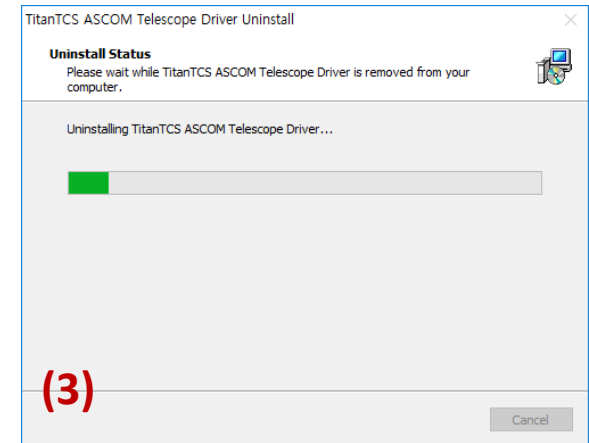 TitanTCS ASCOM Telescope Driver Uninstall
Uninstall Status
Please wait while TitanTCS ASCOM Telescope Driver is removed from your
computer.
Uninstalling TitanTCS ASCOM Telescope Driver...
(3)
Cancel